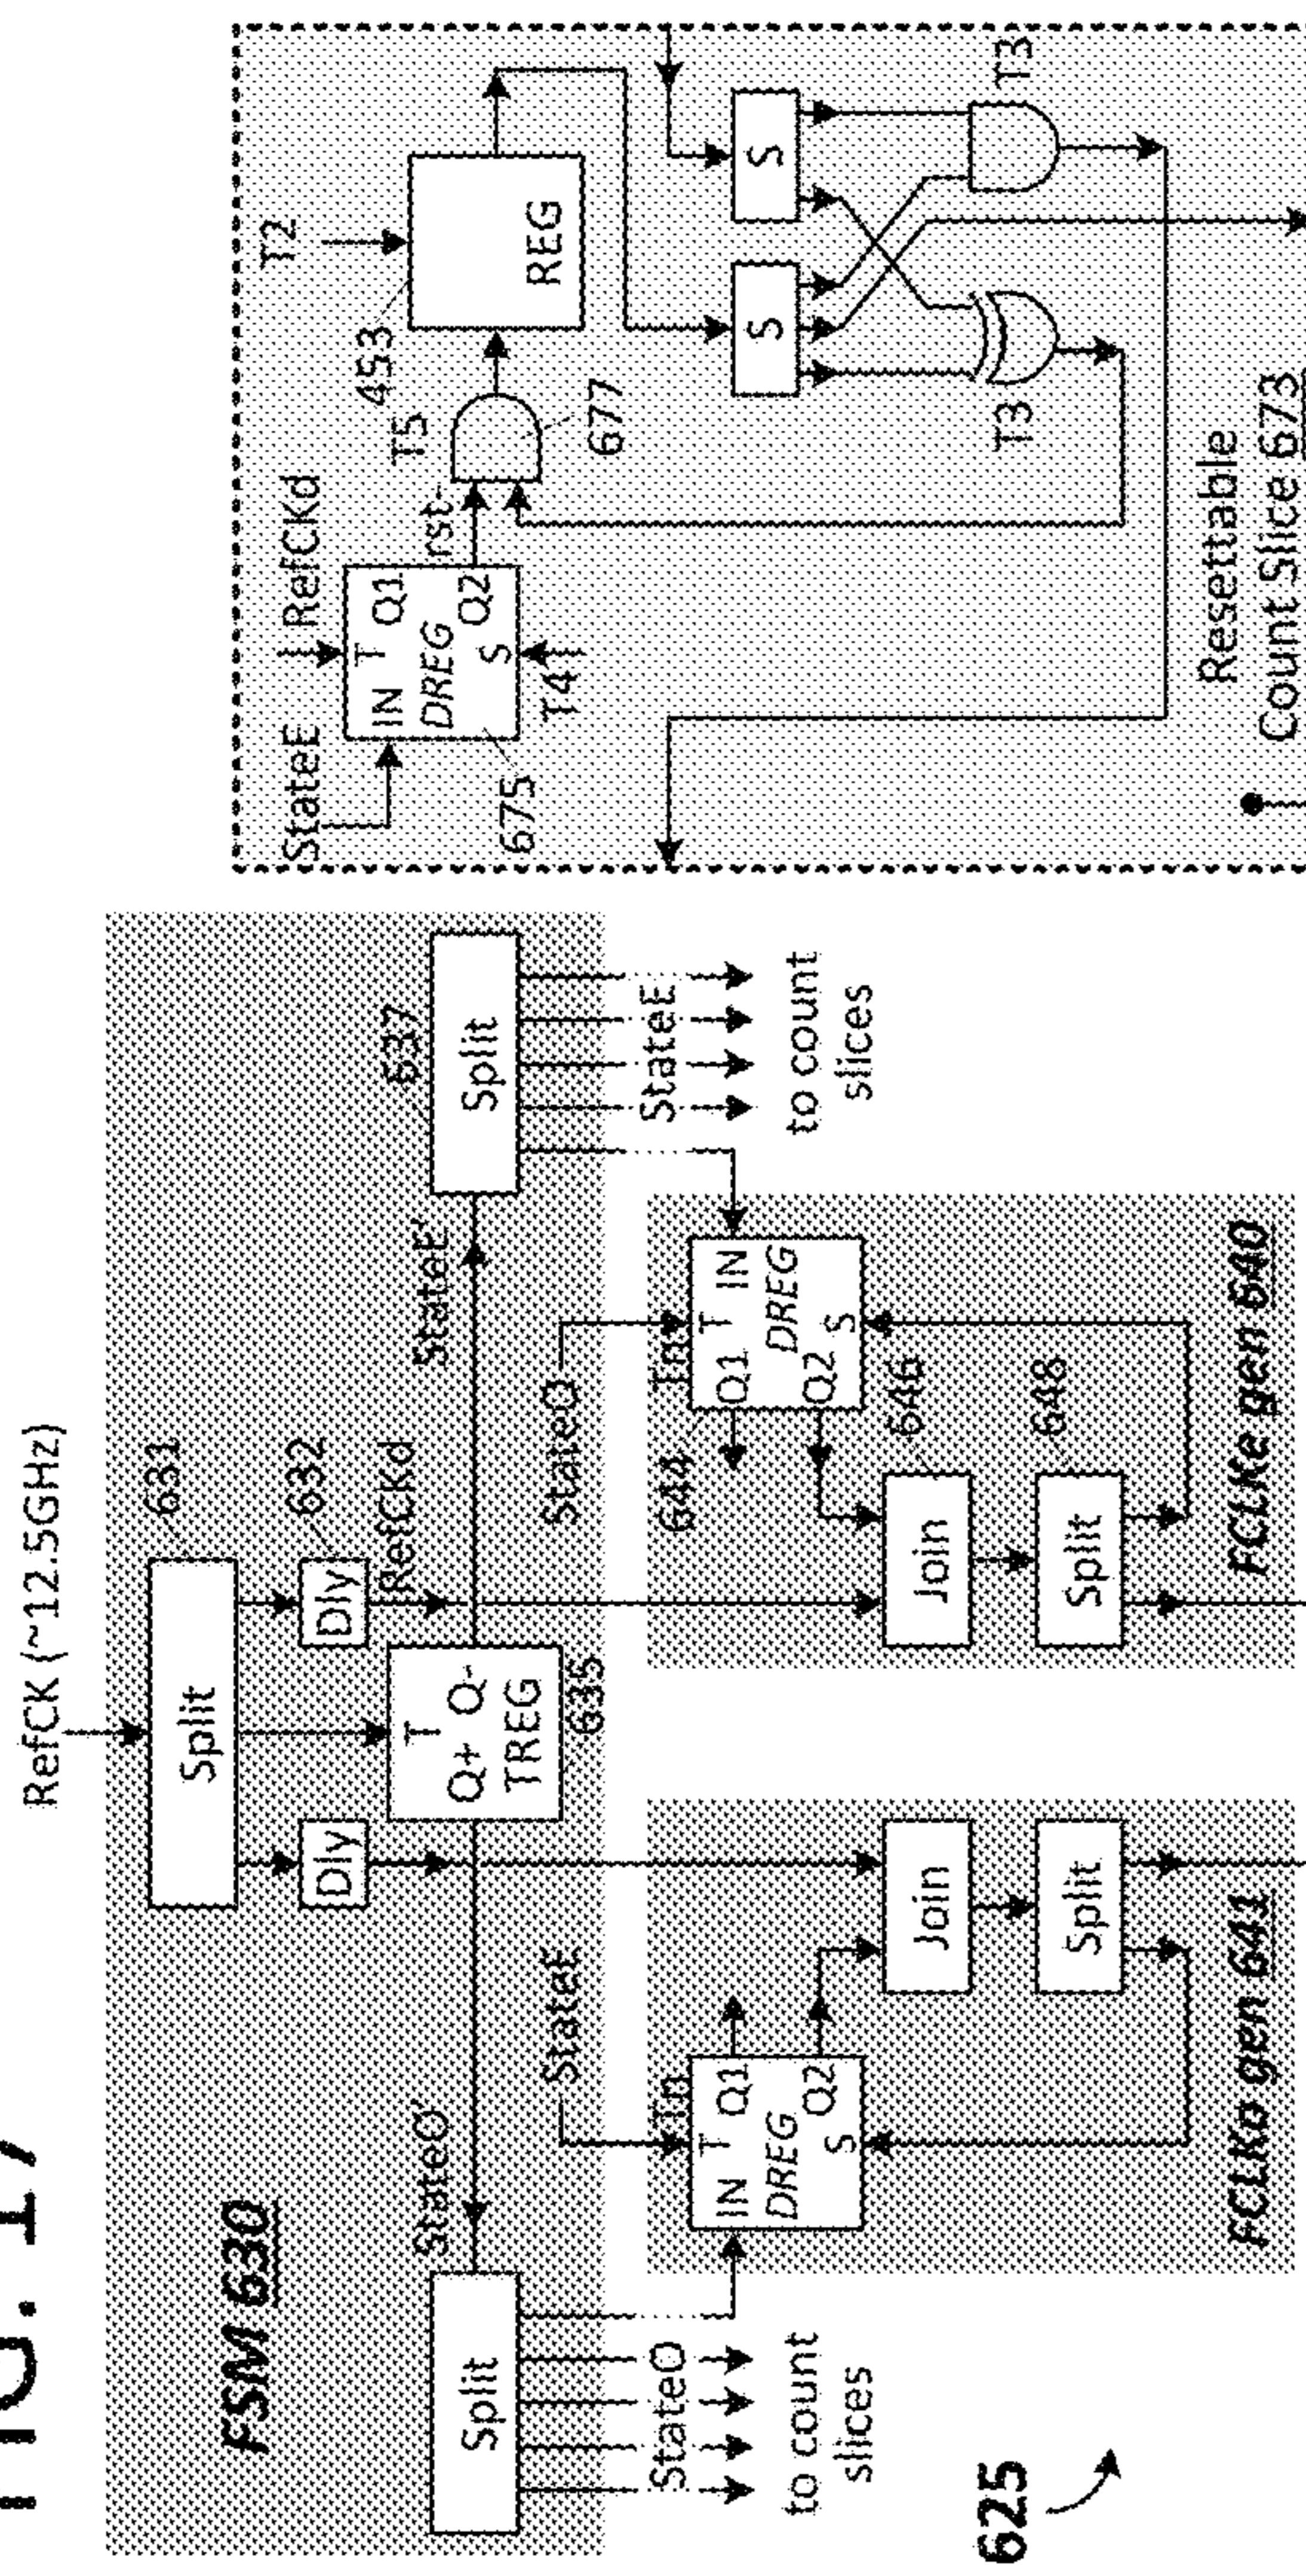 FIG. 17
RefCK (~12.5GHz)
FSM 630
Split
631
Dly
Dly
632
RefCKd
StateO'
T
Q+ Q-
TREG
635
StateE'
637
Split
Split
StateO
to count
slices
StateE
StateO
StateE
to count
slices
Tn
IN T Q1
DREG
S Q2
Join
Split
FCLKo gen 641
644
Tn
Q1 T IN
DREG
Q2 S
Join
646
Split
648
FCLKe gen 640
625
StateE
RefCKd
IN T Q1
DREG
S Q2
675
T4
rst-
T5
677
453
T2
REG
S
S
T3
T3
Resettable
Count Slice 673